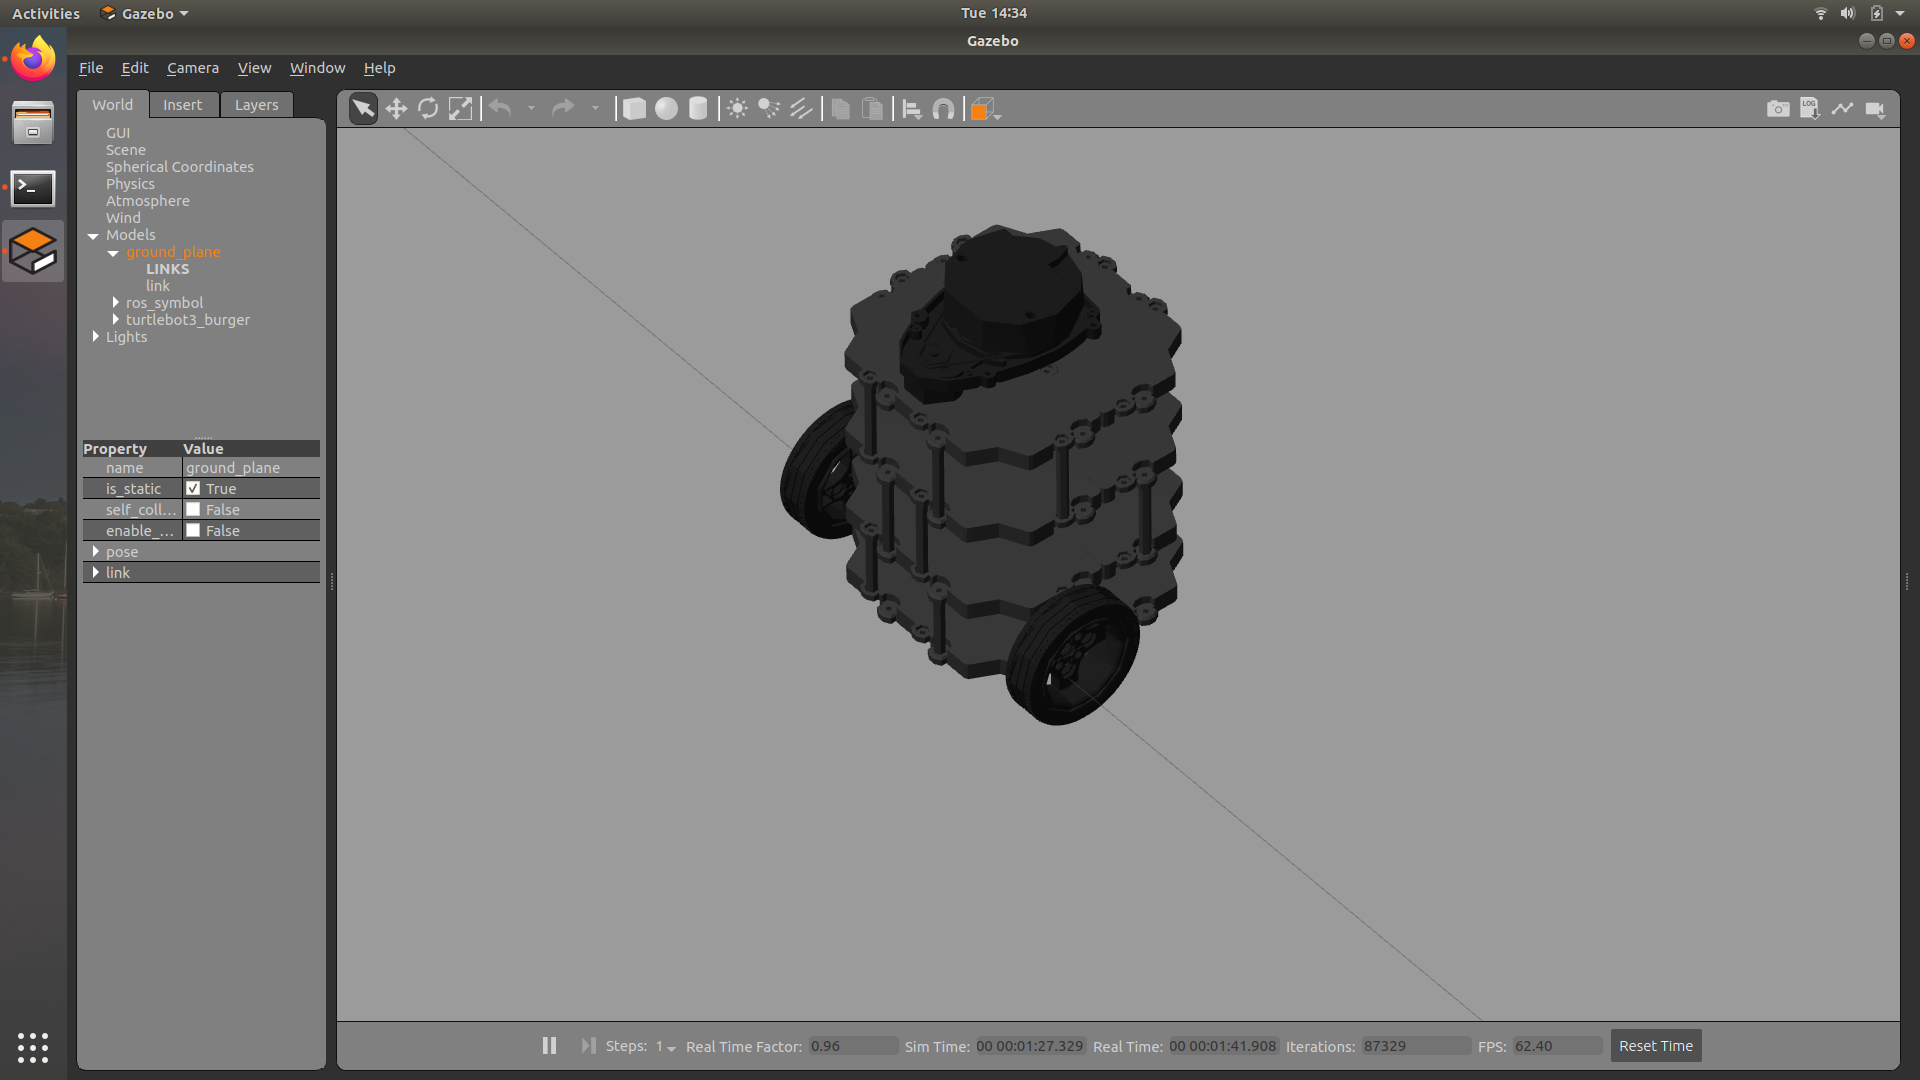 Activities
Gazebo
Tue 14:34
Gazebo
File Edit Camera View Window Help
World Insert Layers
GUI
Scene
Spherical Coordinates
Physics
Atmosphere
Wind
Models
ground_plane
LINKS
link
ros_symbol
turtlebot3_burger
Lights
Property Value
name ground_plane
is_static True
self_coll... False
enable_... False
pose
link
LOG
Steps: 1 Real Time Factor: 0.96 Sim Time: 00 00:01:27.329 Real Time: 00 00:01:41.908 Iterations: 87329 FPS: 62.40 Reset Time